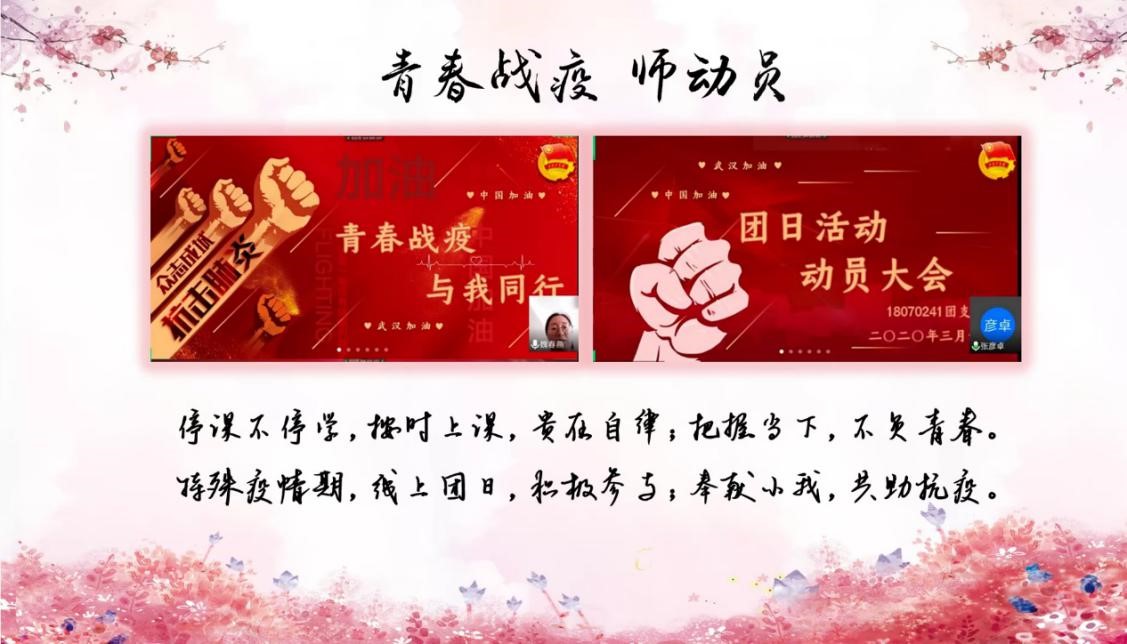 青春战疫 师动员
众志成城
抗击肺炎
加油
中国加油
青春战疫
与我同行
武汉加油
FLIGHTING
中国加油
魏春燕
武汉加油
中国加油
团日活动
动员大会
18070241团支
二〇二〇年三月
彦卓
张彦卓
停课不停学，按时上课，贵在自律；把握当下，不负青春。
特殊疫情期，线上团日，积极参与；奉献小我，共助抗疫。